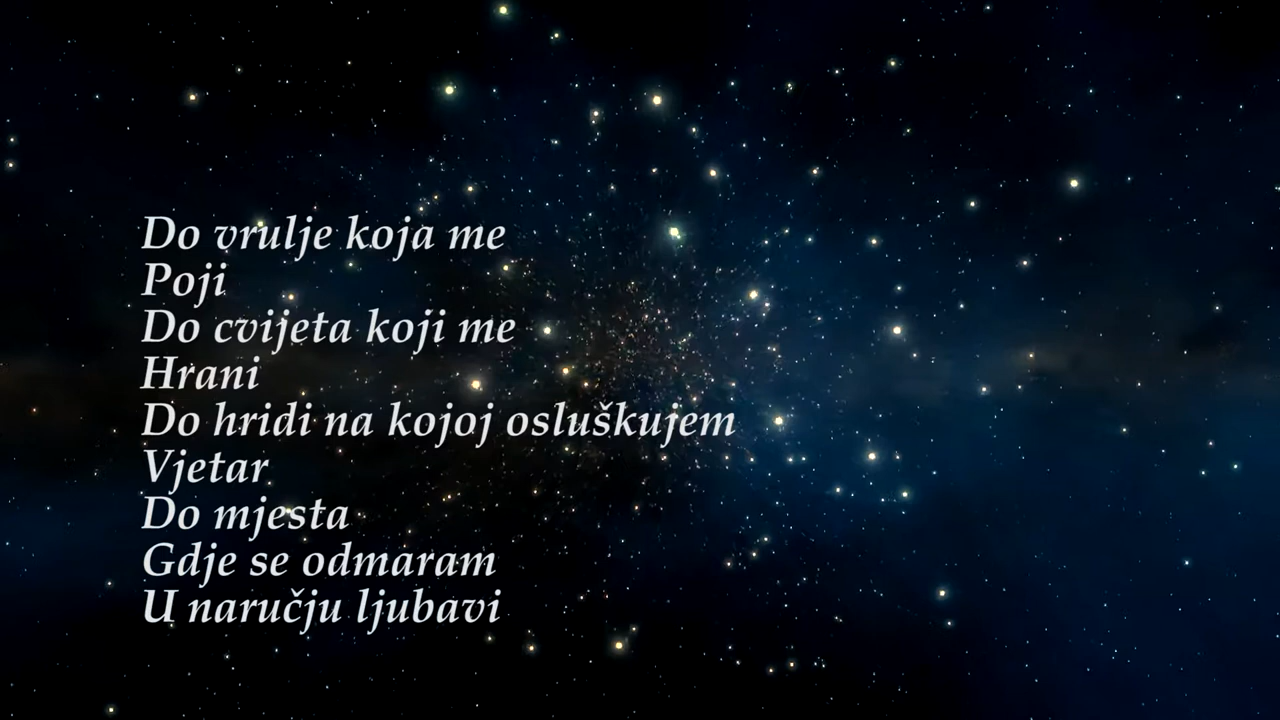 Do vrulje koja me
Poji
Do cvijeta koji me
Hrani
Do hridi na kojoj osluškujem
Vjetar
Do mjesta
Gdje se odmaram
U naručju ljubavi